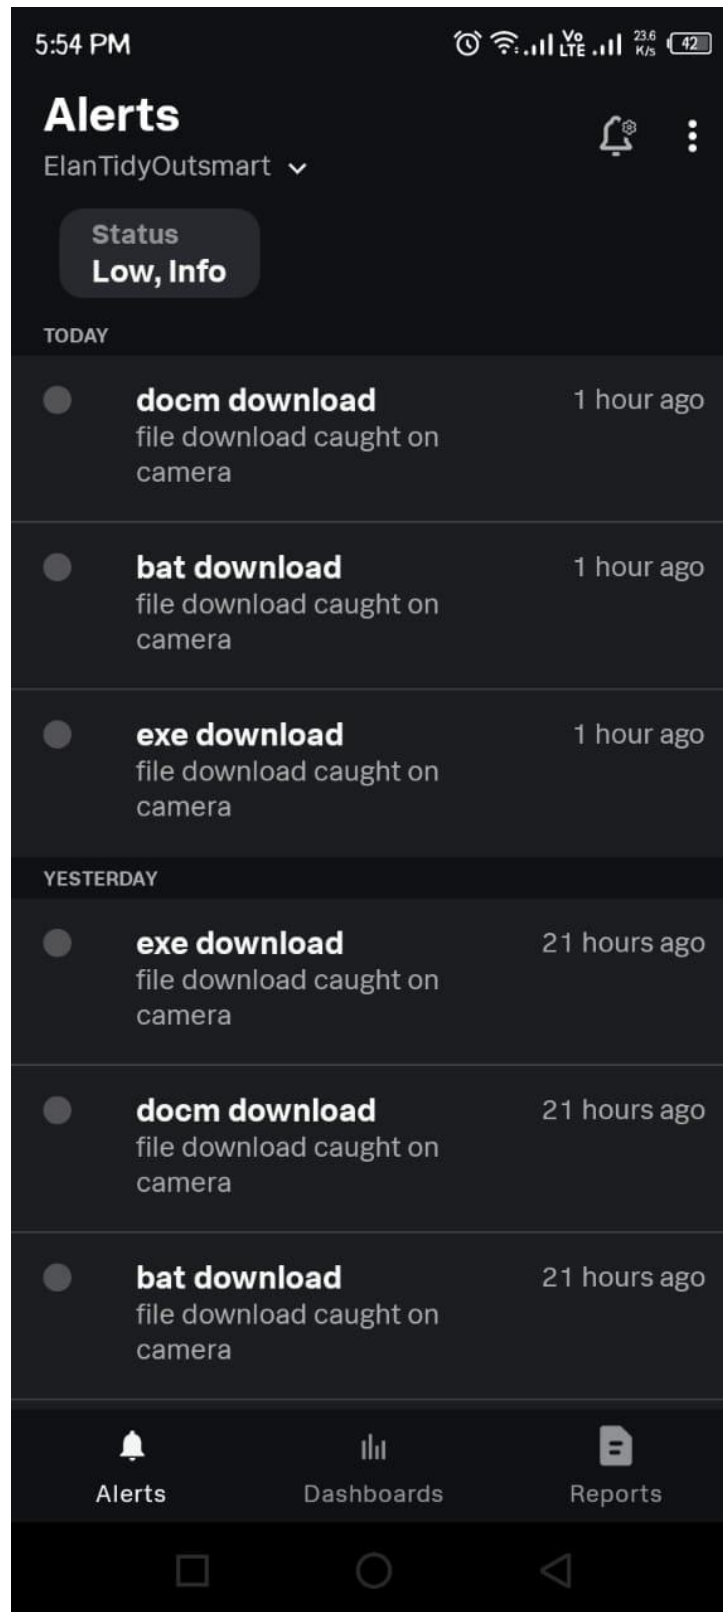 5:54 PM
Vo
LTE
23.6
K/s
42
Alerts
ElanTidyOutsmart
Status
Low, Info
TODAY
docm download
1 hour ago
file download caught on
camera
bat download
1 hour ago
file download caught on
camera
exe download
1 hour ago
file download caught on
camera
YESTERDAY
exe download
21 hours ago
file download caught on
camera
docm download
21 hours ago
file download caught on
camera
bat download
21 hours ago
file download caught on
camera
Alerts
Dashboards
Reports